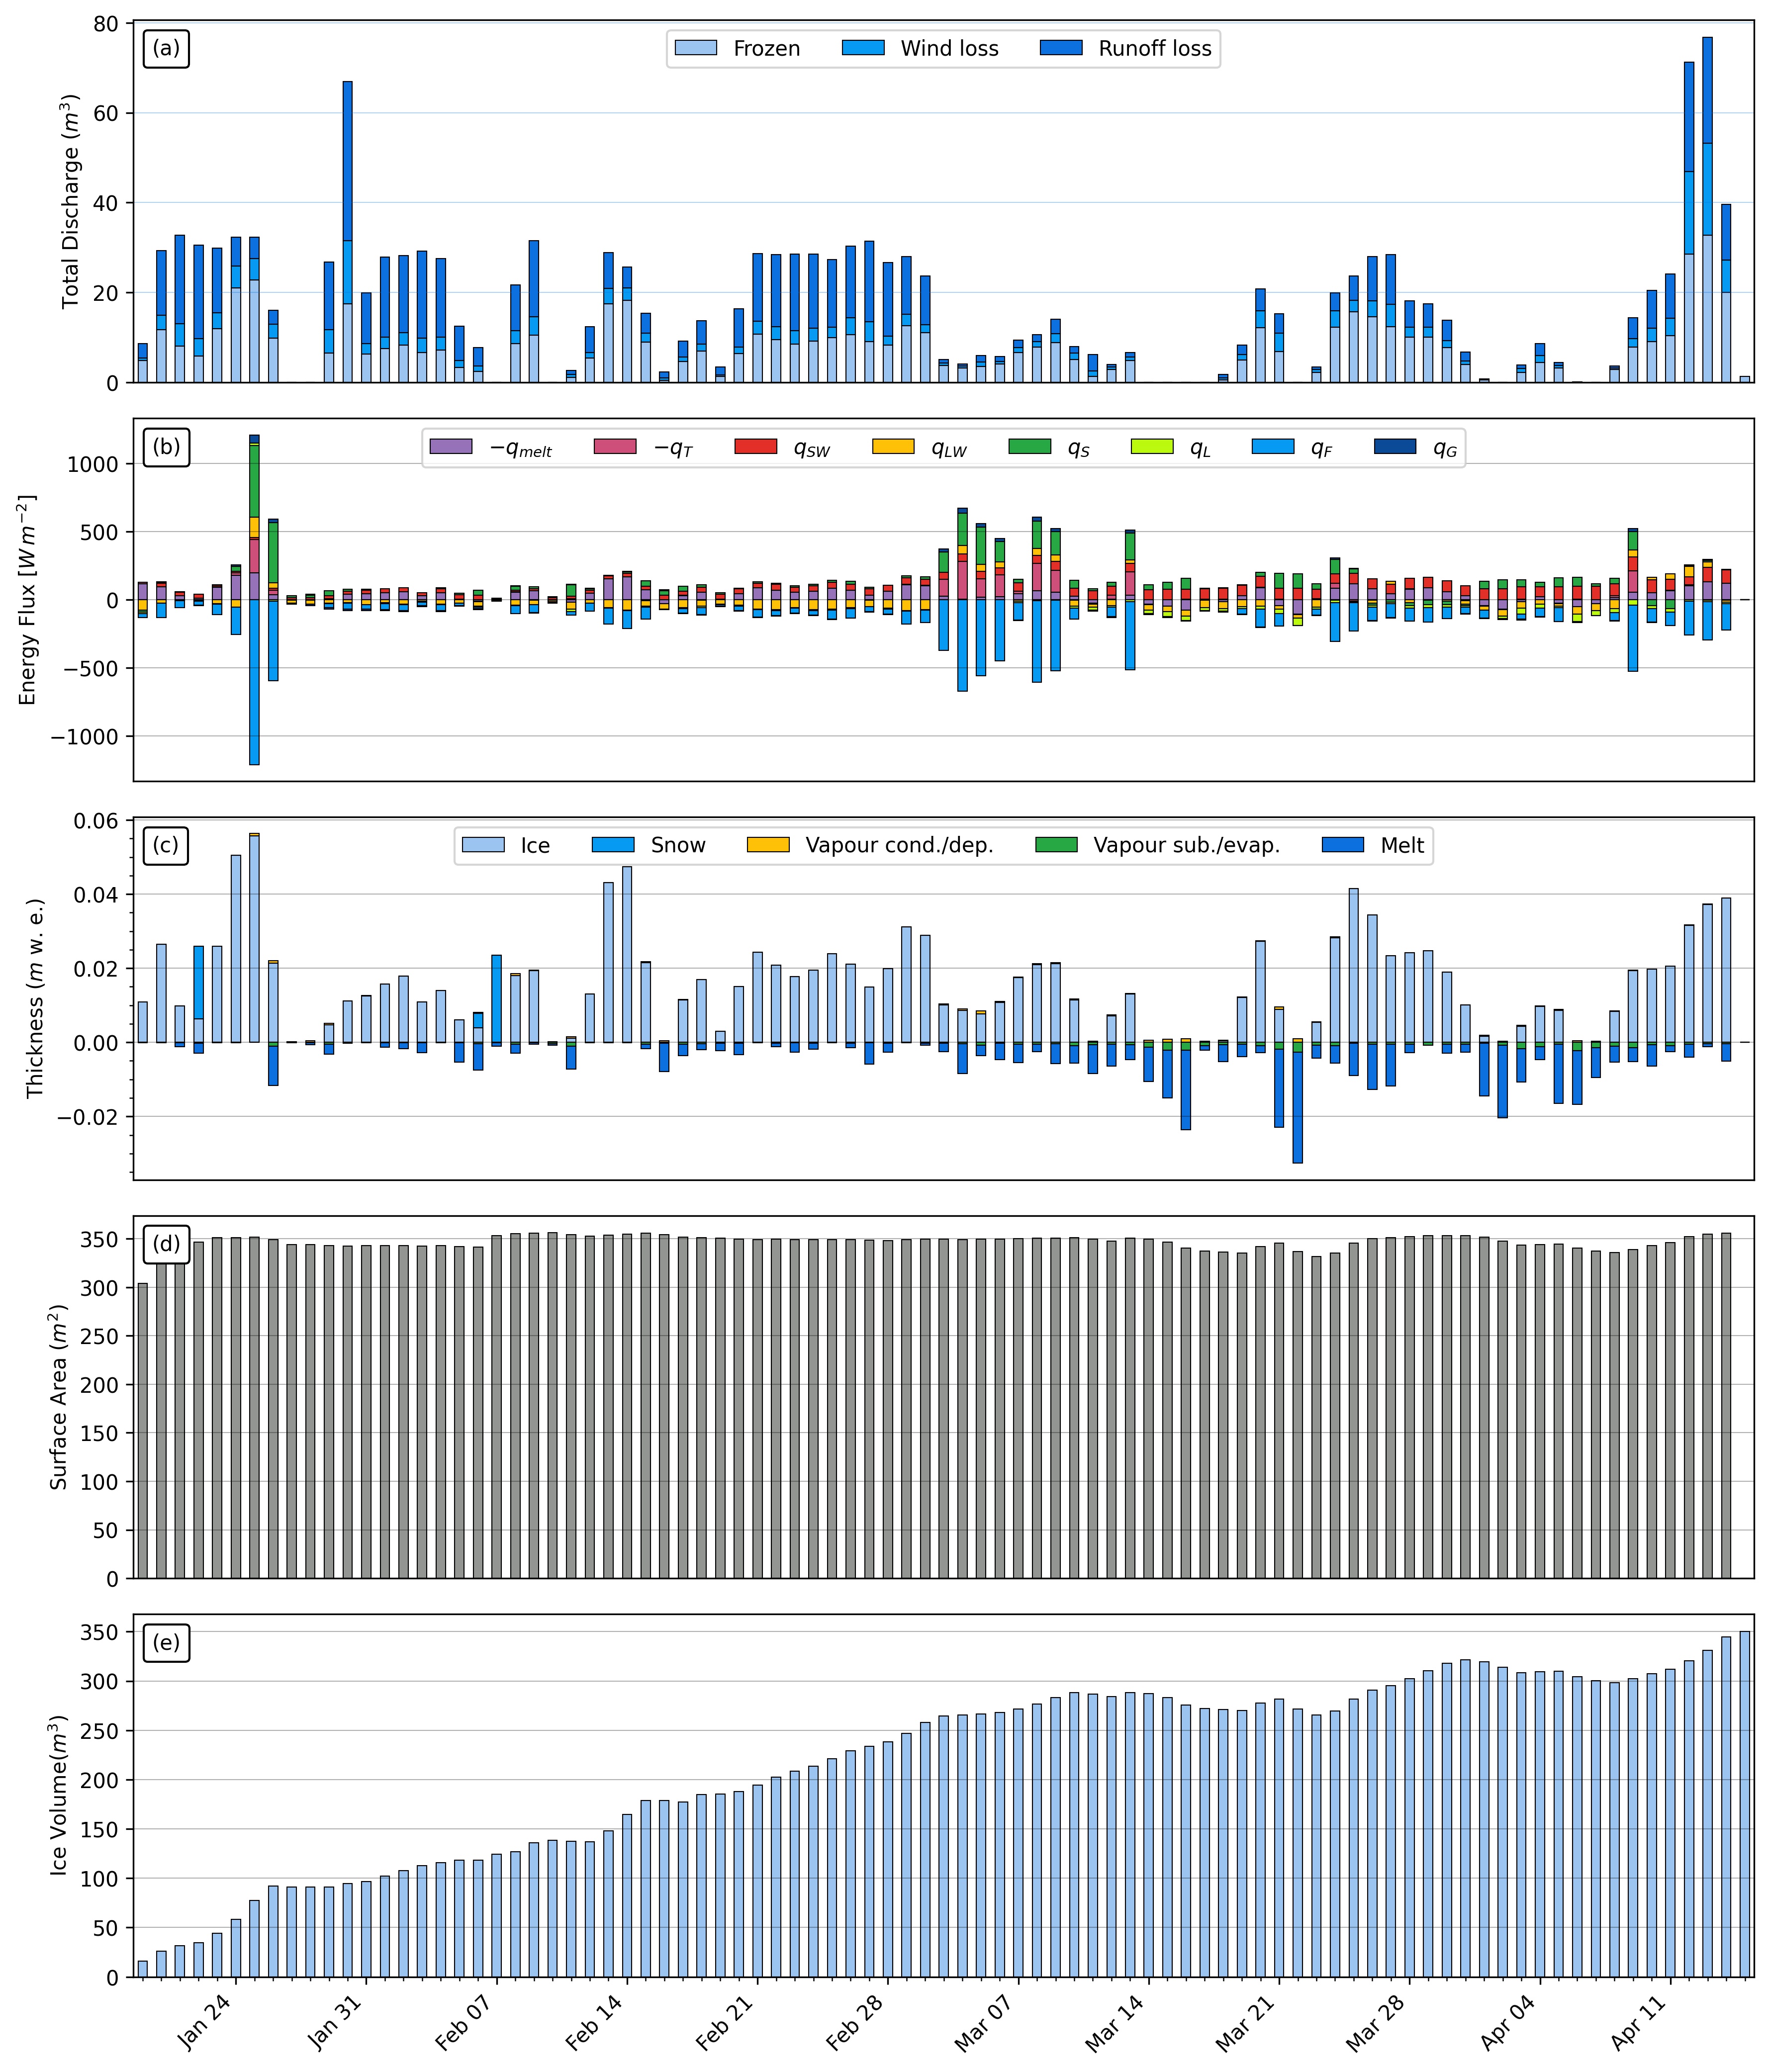 (a)
Frozen Wind loss Runoff loss
Total Discharge (m³)
80
60
40
20
0
(b)
−q_melt −q_T q_SW q_LW q_S q_L q_F q_G
Energy Flux [W m⁻²]
1000
500
0
−500
−1000
(c)
Ice Snow Vapour cond./dep. Vapour sub./evap. Melt
Thickness (m w. e.)
0.06
0.04
0.02
0.00
−0.02
(d)
Surface Area (m²)
350
300
250
200
150
100
50
0
(e)
Ice Volume(m³)
350
300
250
200
150
100
50
0
Jan 24 Jan 31 Feb 07 Feb 14 Feb 21 Feb 28 Mar 07 Mar 14 Mar 21 Mar 28 Apr 04 Apr 11